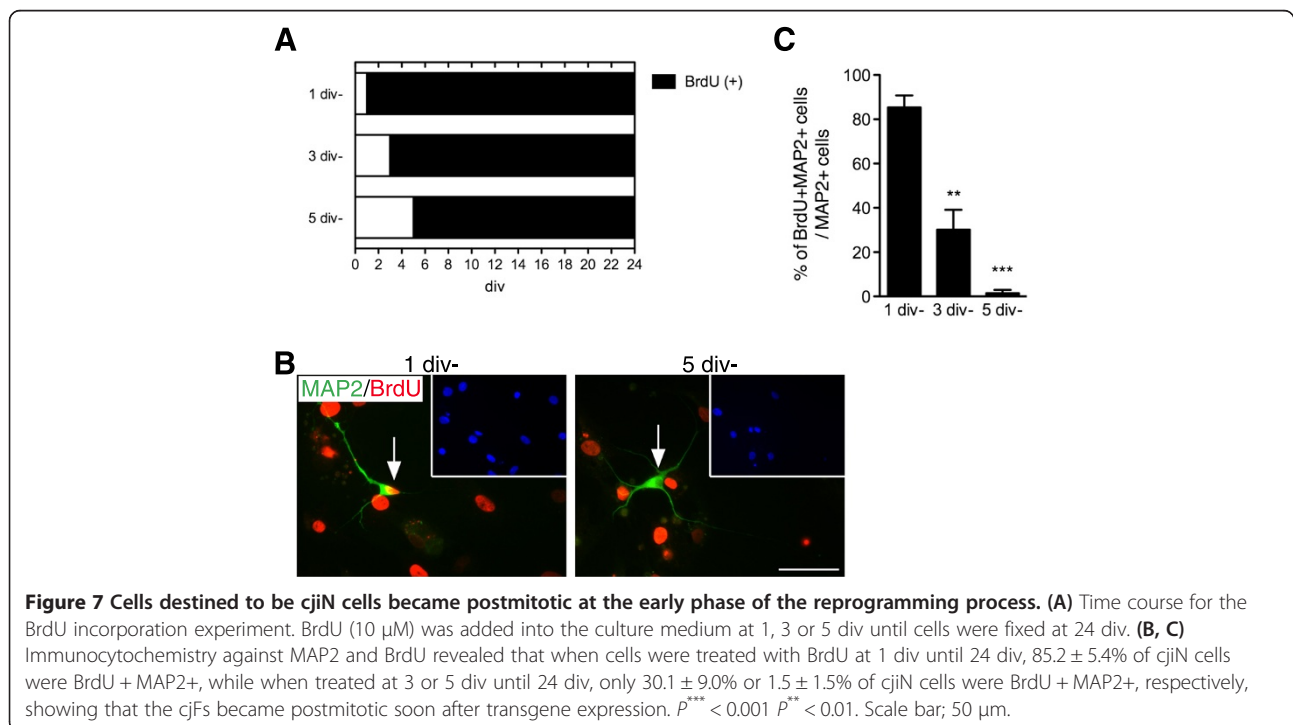 A
BrdU (+)
1 div-
3 div-
5 div-
0 2 4 6 8 10 12 14 16 18 20 22 24
div
C
% of BrdU+MAP2+ cells
/ MAP2+ cells
100
80
60
40
20
0
**
***
1 div- 3 div- 5 div-
B
1 div-
5 div-
MAP2/BrdU
Figure 7 Cells destined to be cjiN cells became postmitotic at the early phase of the reprogramming process. (A) Time course for the
BrdU incorporation experiment. BrdU (10 μM) was added into the culture medium at 1, 3 or 5 div until cells were fixed at 24 div. (B, C)
Immunocytochemistry against MAP2 and BrdU revealed that when cells were treated with BrdU at 1 div until 24 div, 85.2 ± 5.4% of cjiN cells
were BrdU + MAP2+, while when treated at 3 or 5 div until 24 div, only 30.1 ± 9.0% or 1.5 ± 1.5% of cjiN cells were BrdU + MAP2+, respectively,
showing that the cjFs became postmitotic soon after transgene expression. P*** < 0.001 P** < 0.01. Scale bar; 50 μm.